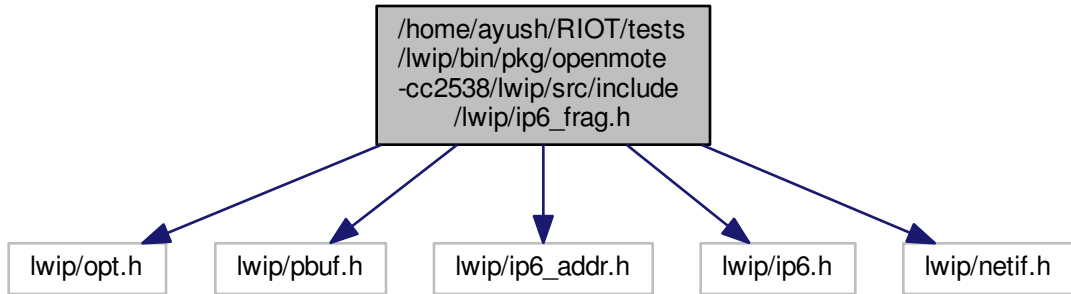 /home/ayush/RIOT/tests
/lwip/bin/pkg/openmote
-cc2538/lwip/src/include
/lwip/ip6_frag.h
lwip/opt.h
lwip/pbuf.h
lwip/ip6_addr.h
lwip/ip6.h
lwip/netif.h